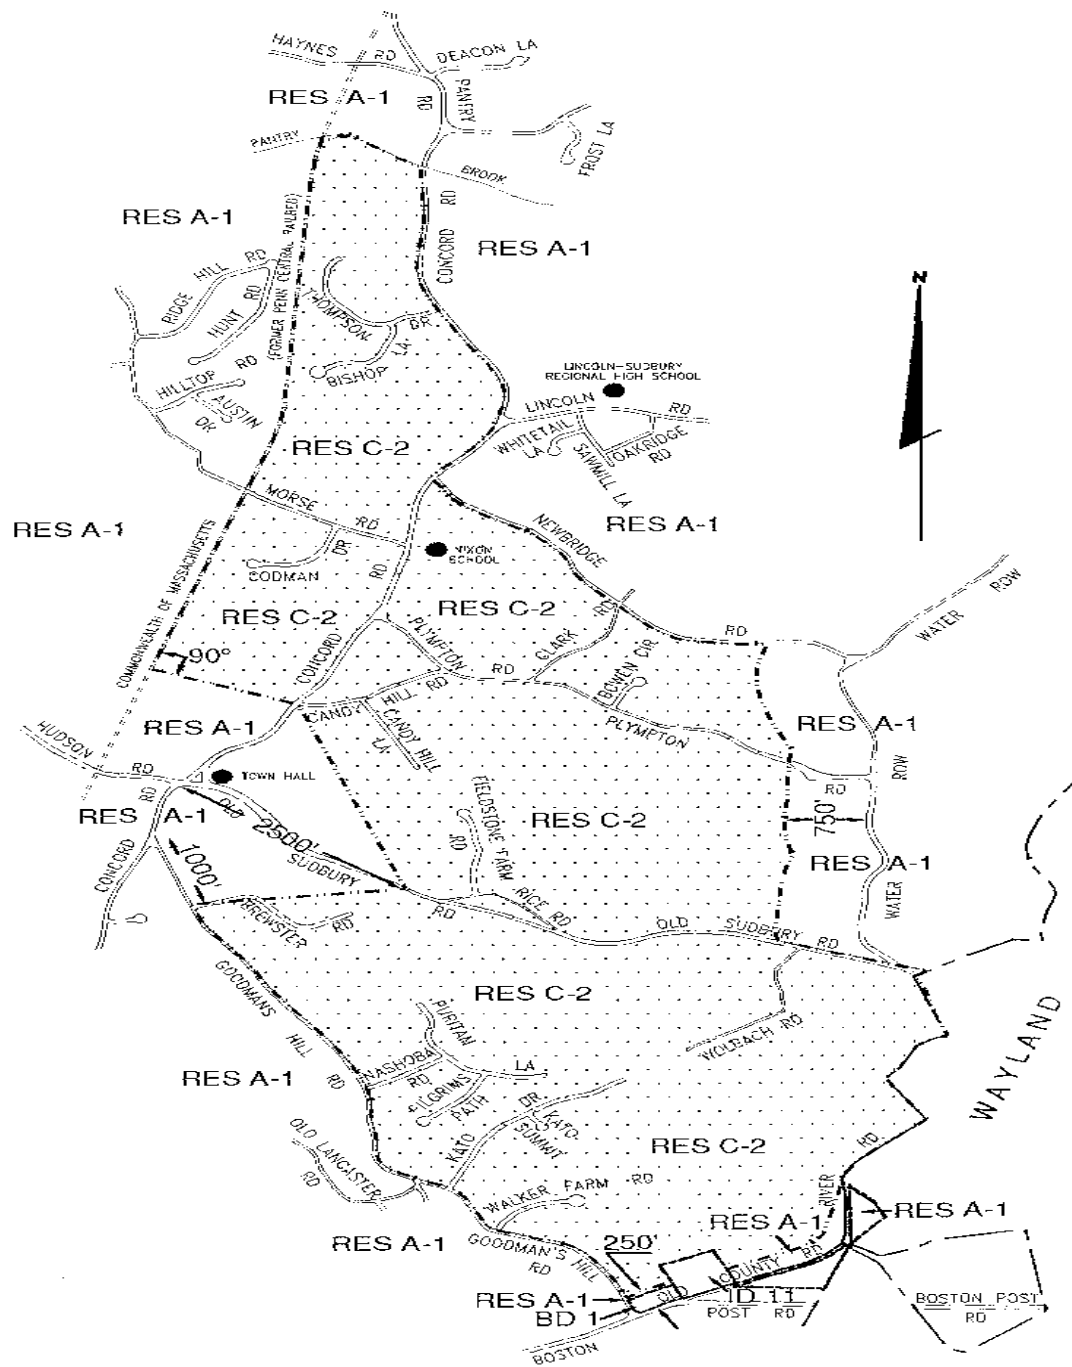 HAYNES RD
DEACON LA
RES A-1
PANTRY
RD
PANTRY
FROST LA
BROOK
RD
CONCORD
RES A-1
RES A-1
(FORMER PENN CENTRAL RAILRED)
RIDGE HILL RD
HUNT RD
THOMPSON DR
BISHOP LA
HILLTOP RD
AUSTIN DR
LINCOLN-SUDBURY
REGIONAL HIGH SCHOOL
LINCOLN RD
WHITETAIL LA
OAKRIDGE RD
SAWMILL LA
RES C-2
RES A-1
RES A-1
MORSE RD
NEWBRIDGE RD
NIXON
SCHOOL
CODMAN DR
COMMONWEALTH OF MASSACHUSETTS
RES C-2
RES C-2
CONCORD RD
PLYMPTON RD
CLARK RD
BOWEN DR
WATER ROW
90°
RES A-1
CANDY HILL RD
CANDY HILL LA
PLYMPTON RD
RES A-1
HUDSON RD
TOWN HALL
RES A-1
RD
CONCORD
OLD SUDBURY RD
2500'
1000'
FIELDSTONE FARM RD
RES C-2
750'
RES A-1
ROW
WATER
BREWSTER RD
RICE RD
OLD SUDBURY RD
GOODMANS HILL RD
RES C-2
WOLBACH RD
WAYLAND
PURITAN LA
NASHOBA RD
PILGRIMS PATH
RES A-1
OLD LANCASTER RD
KATO DR
KATO SUMMIT
RES C-2
RIVER RD
WALKER FARM RD
RES A-1
RES A-1
RES A-1
GOODMAN'S HILL RD
250'
OLD COUNTY RD
RES A-1
BD 1
ID 11
BOSTON POST RD
BOSTON POST
RD
N